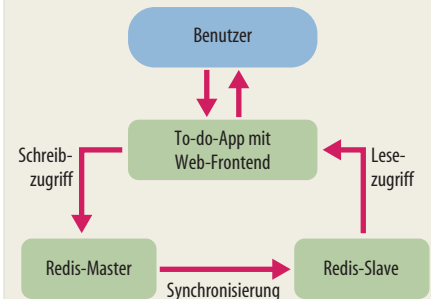 Benutzer
To-do-App mit
Web-Frontend
Schreib-
zugriff
Lese-
zugriff
Redis-Master
Redis-Slave
Synchronisierung